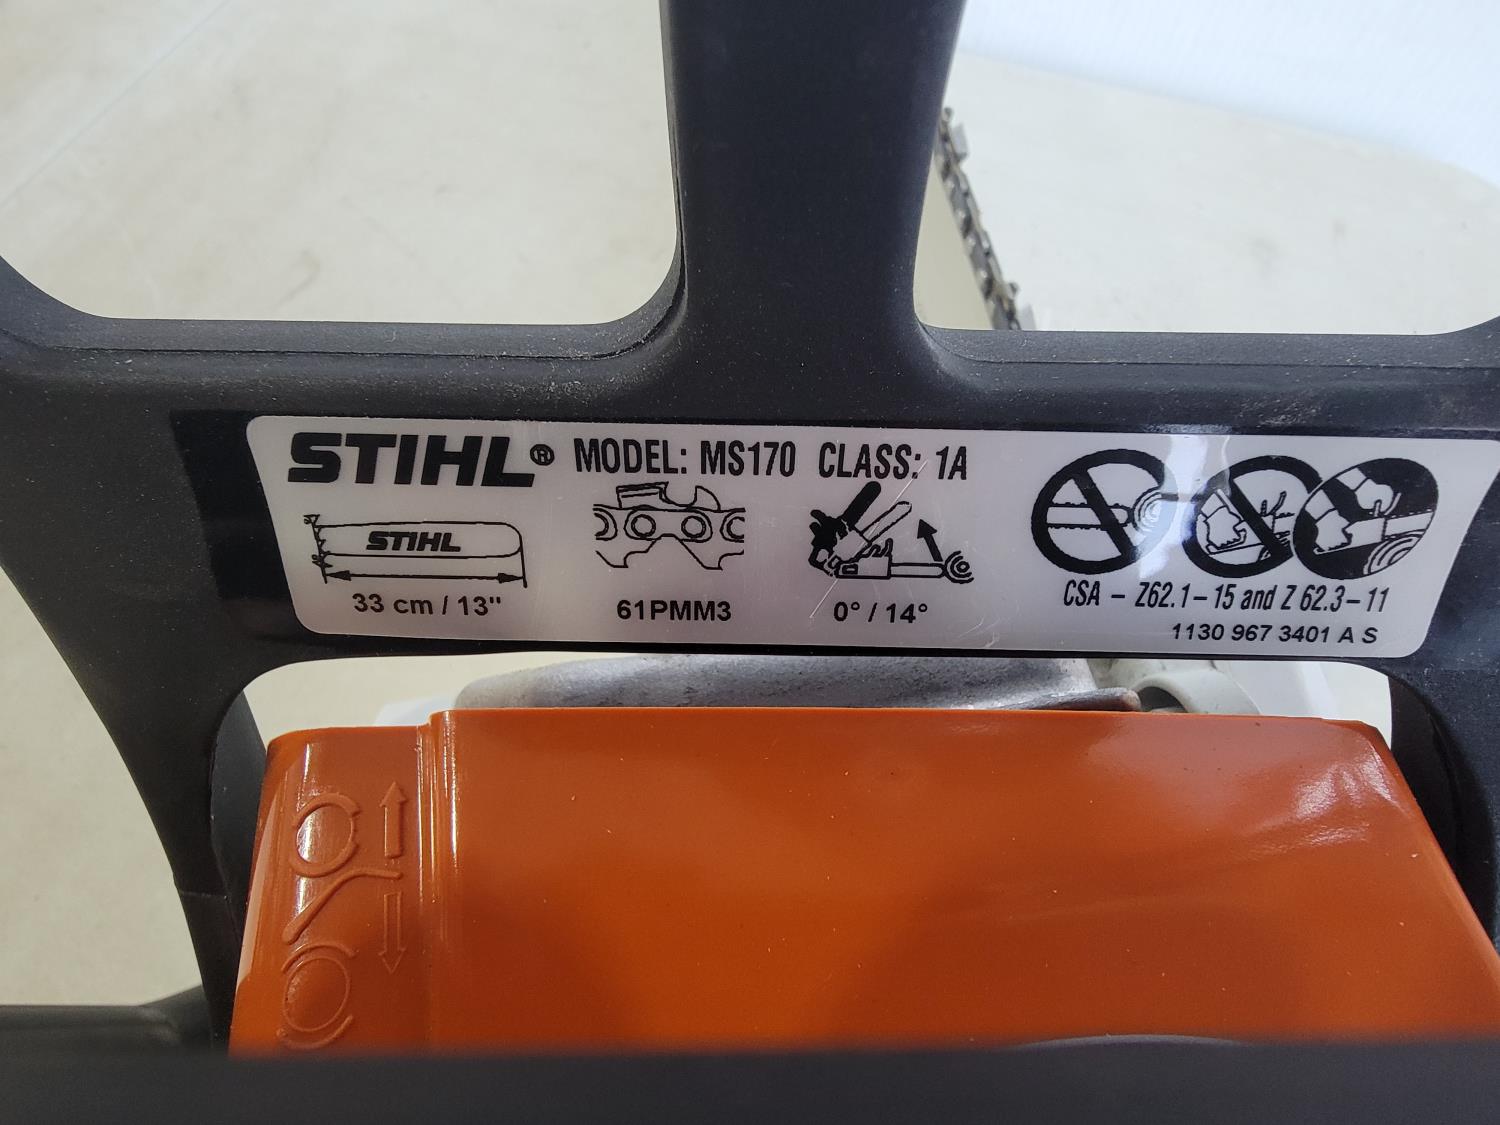 STIHL® MODEL: MS170 CLASS: 1A
STIHL
33 cm / 13" 61PMM3 0° / 14°
CSA - Z62.1-15 and Z 62.3-11
1130 967 3401 A S